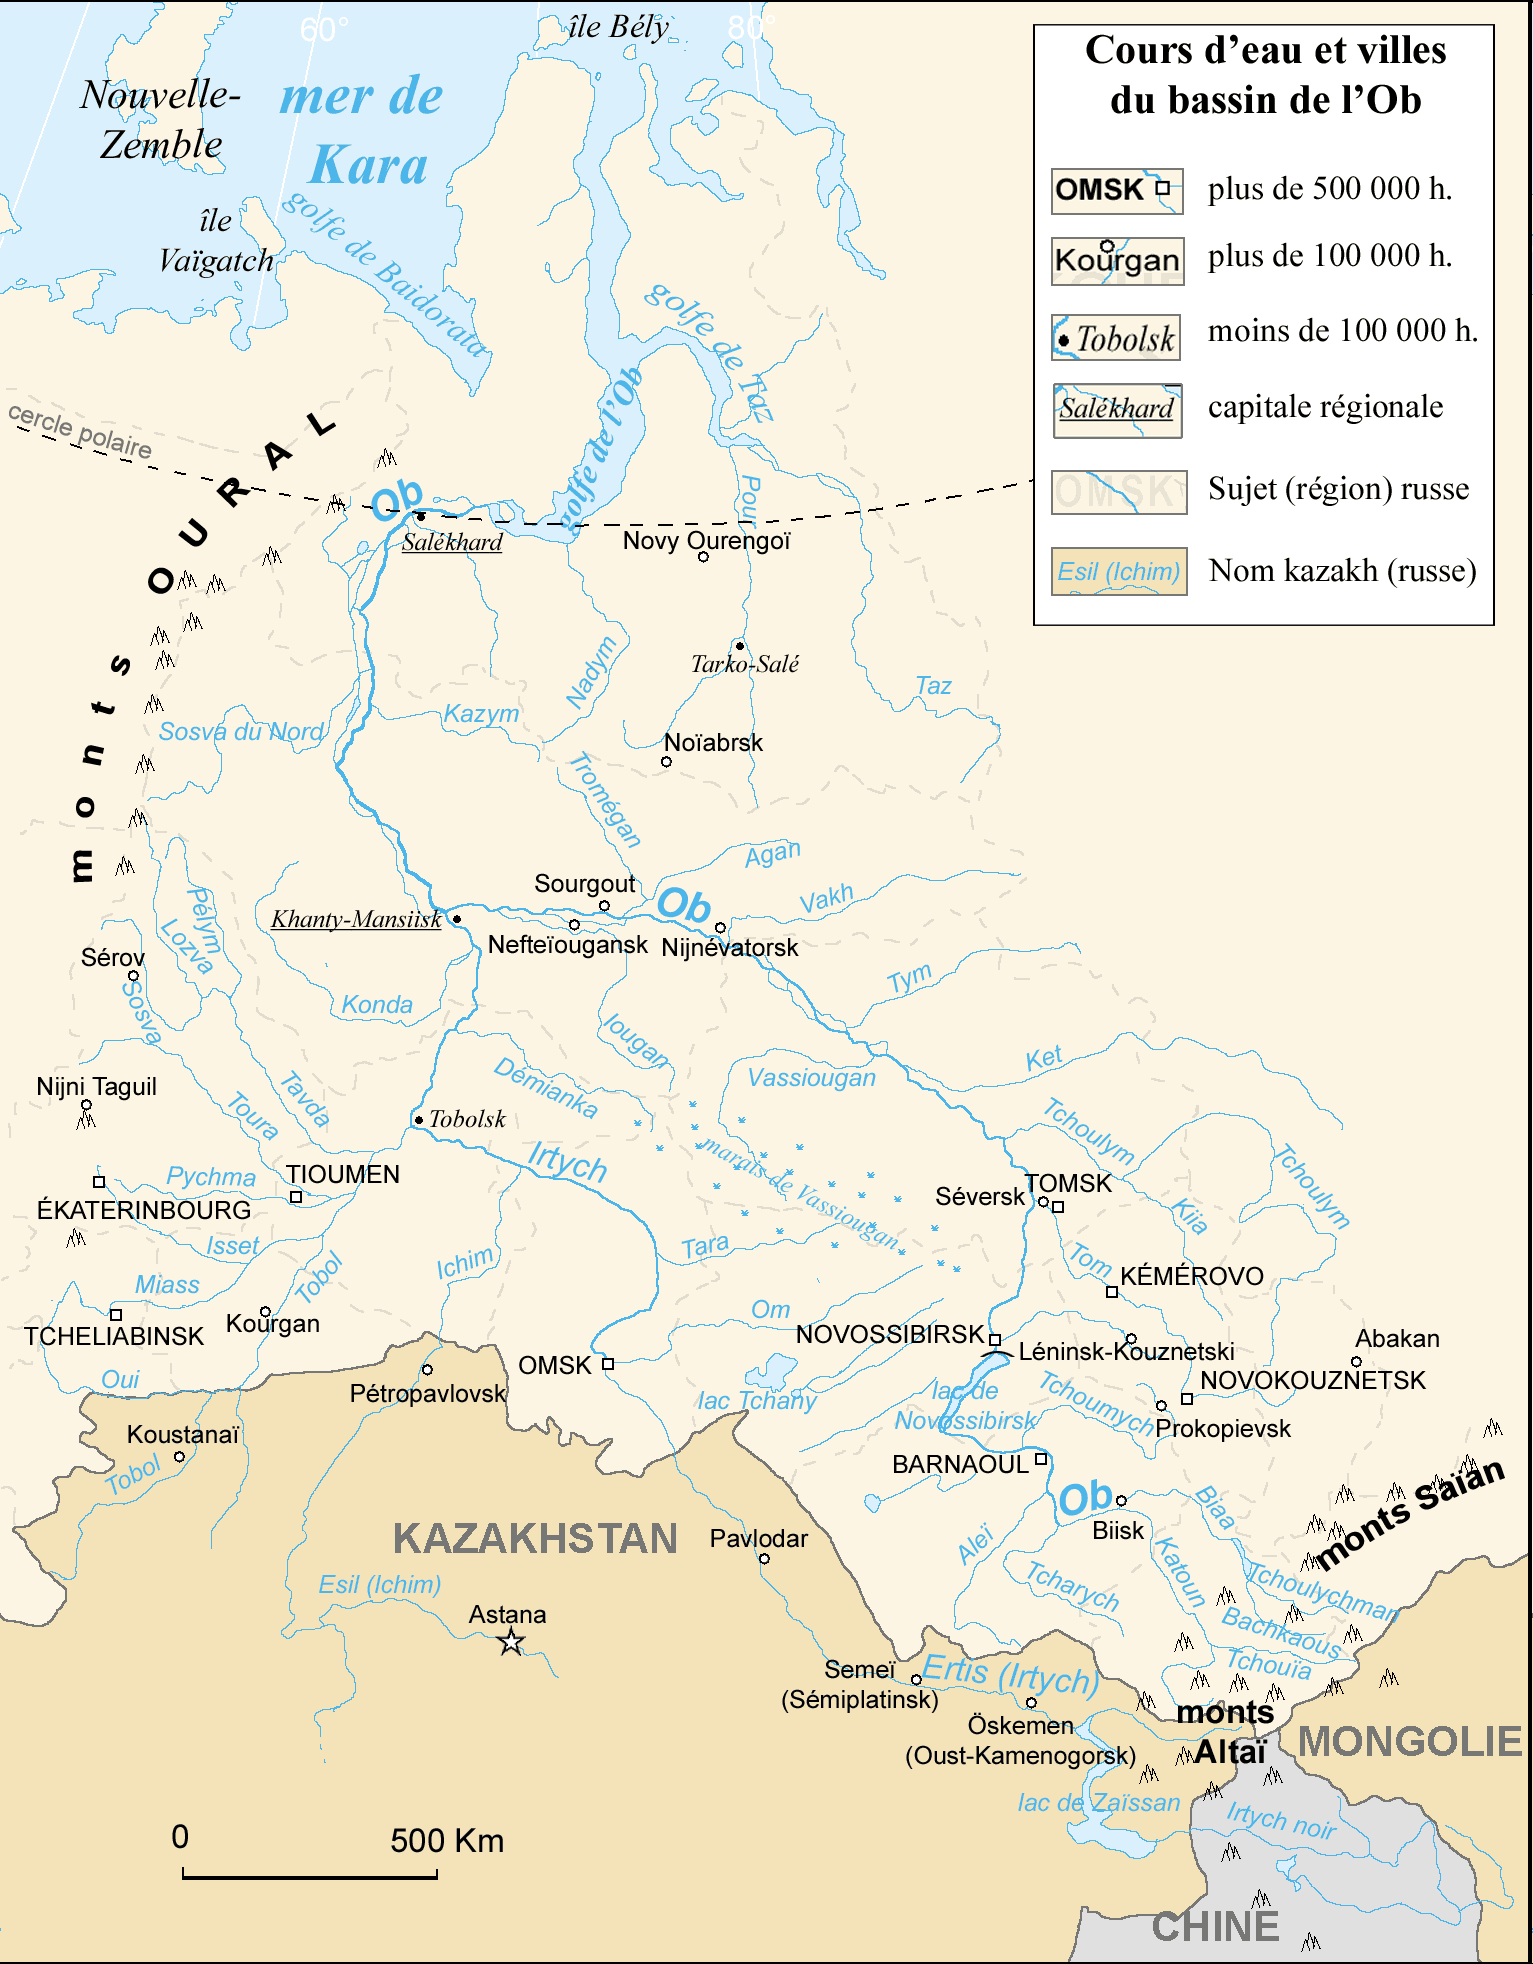 60°
80°
île Bély
Nouvelle-
Zemble
mer de
Kara
île
Vaïgatch
golfe de Baidorata
golfe de Taz
golfe de l'Ob
cercle polaire
monts OURAL
Cours d'eau et villes
du bassin de l'Ob
OMSK
plus de 500 000 h.
Kourgan
plus de 100 000 h.
Tobolsk
moins de 100 000 h.
Salékhard
capitale régionale
OMSK
Sujet (région) russe
Esil (Ichim)
Nom kazakh (russe)
Ob
Salékhard
Pour
Novy Ourengoï
Nadym
Tarko-Salé
Taz
Sosva du Nord
Kazym
Noïabrsk
Tromégan
Agan
Vakh
Sourgout
Ob
Khanty-Mansiisk
Nefteïougansk
Nijnévatorsk
Pélym
Lozva
Sérov
Sosva
Konda
Tym
Iougan
Ket
Vassiougan
Démianka
Nijni Taguil
Toura
Tavda
Tobolsk
Tchoulym
Tchoulym
marais de Vassiougan
Irtych
Pychma
TIOUMEN
ÉKATERINBOURG
Séversk
TOMSK
Kiia
Isset
Tara
Ichim
Tom
Tobol
Miass
KÉMÉROVO
Om
Kourgan
TCHELIABINSK
NOVOSSIBIRSK
Léninsk-Kouznetski
Abakan
OMSK
Oui
Pétropavlovsk
lac Tchany
lac de
Novossibirsk
Tchoumych
NOVOKOUZNETSK
Prokopievsk
Koustanaï
Tobol
BARNAOUL
Ob
Biisk
Biaa
monts Saïan
KAZAKHSTAN
Pavlodar
Aleï
Katoun
Tcharych
Tchoulychman
Esil (Ichim)
Astana
Bachkaous
Tchouïa
Semeï
(Sémiplatinsk)
Ertis (Irtych)
Öskemen
(Oust-Kamenogorsk)
monts
Altaï
MONGOLIE
lac de Zaïssan
Irtych noir
0
500 Km
CHINE